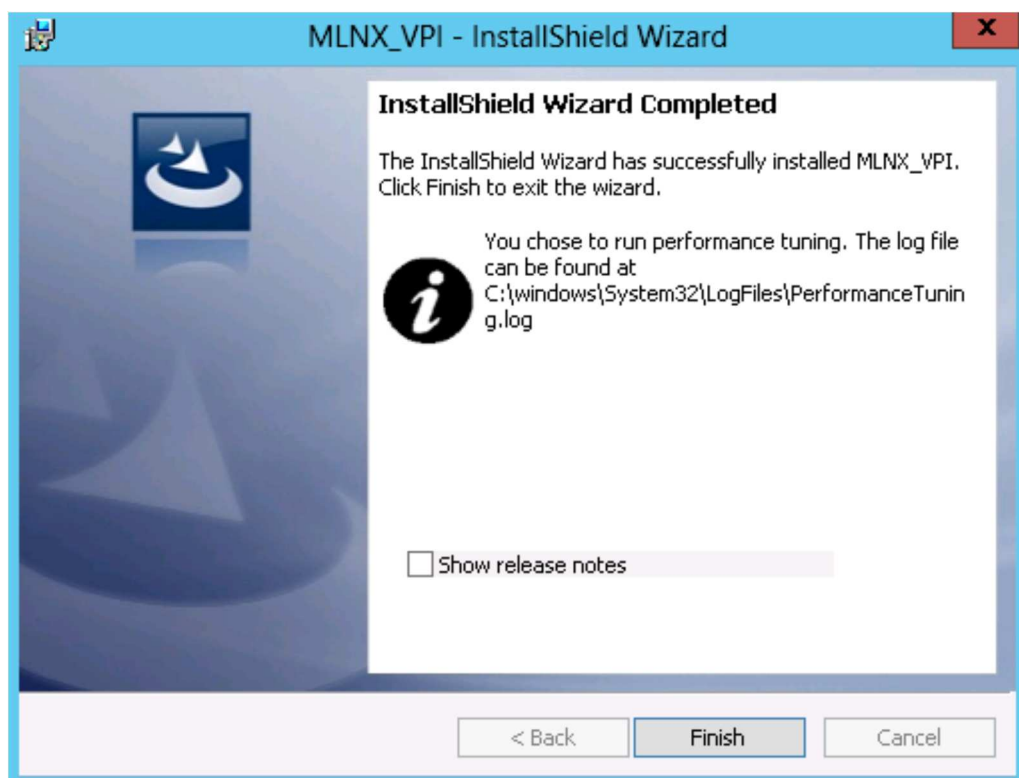 MLNX_VPI - InstallShield Wizard
x
InstallShield Wizard Completed
The InstallShield Wizard has successfully installed MLNX_VPI.
Click Finish to exit the wizard.
You chose to run performance tuning. The log file
can be found at
C:\windows\System32\LogFiles\PerformanceTunin
g.log
Show release notes
< Back
Finish
Cancel